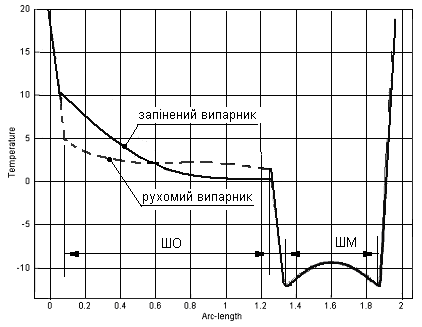 20
15
10
5
0
-5
-10
Temperature
запінений випарник
рухомий випарник
ШО
ШМ
0 0.2 0.4 0.6 0.8 1 1.2 1.4 1.6 1.8 2
Arc-length